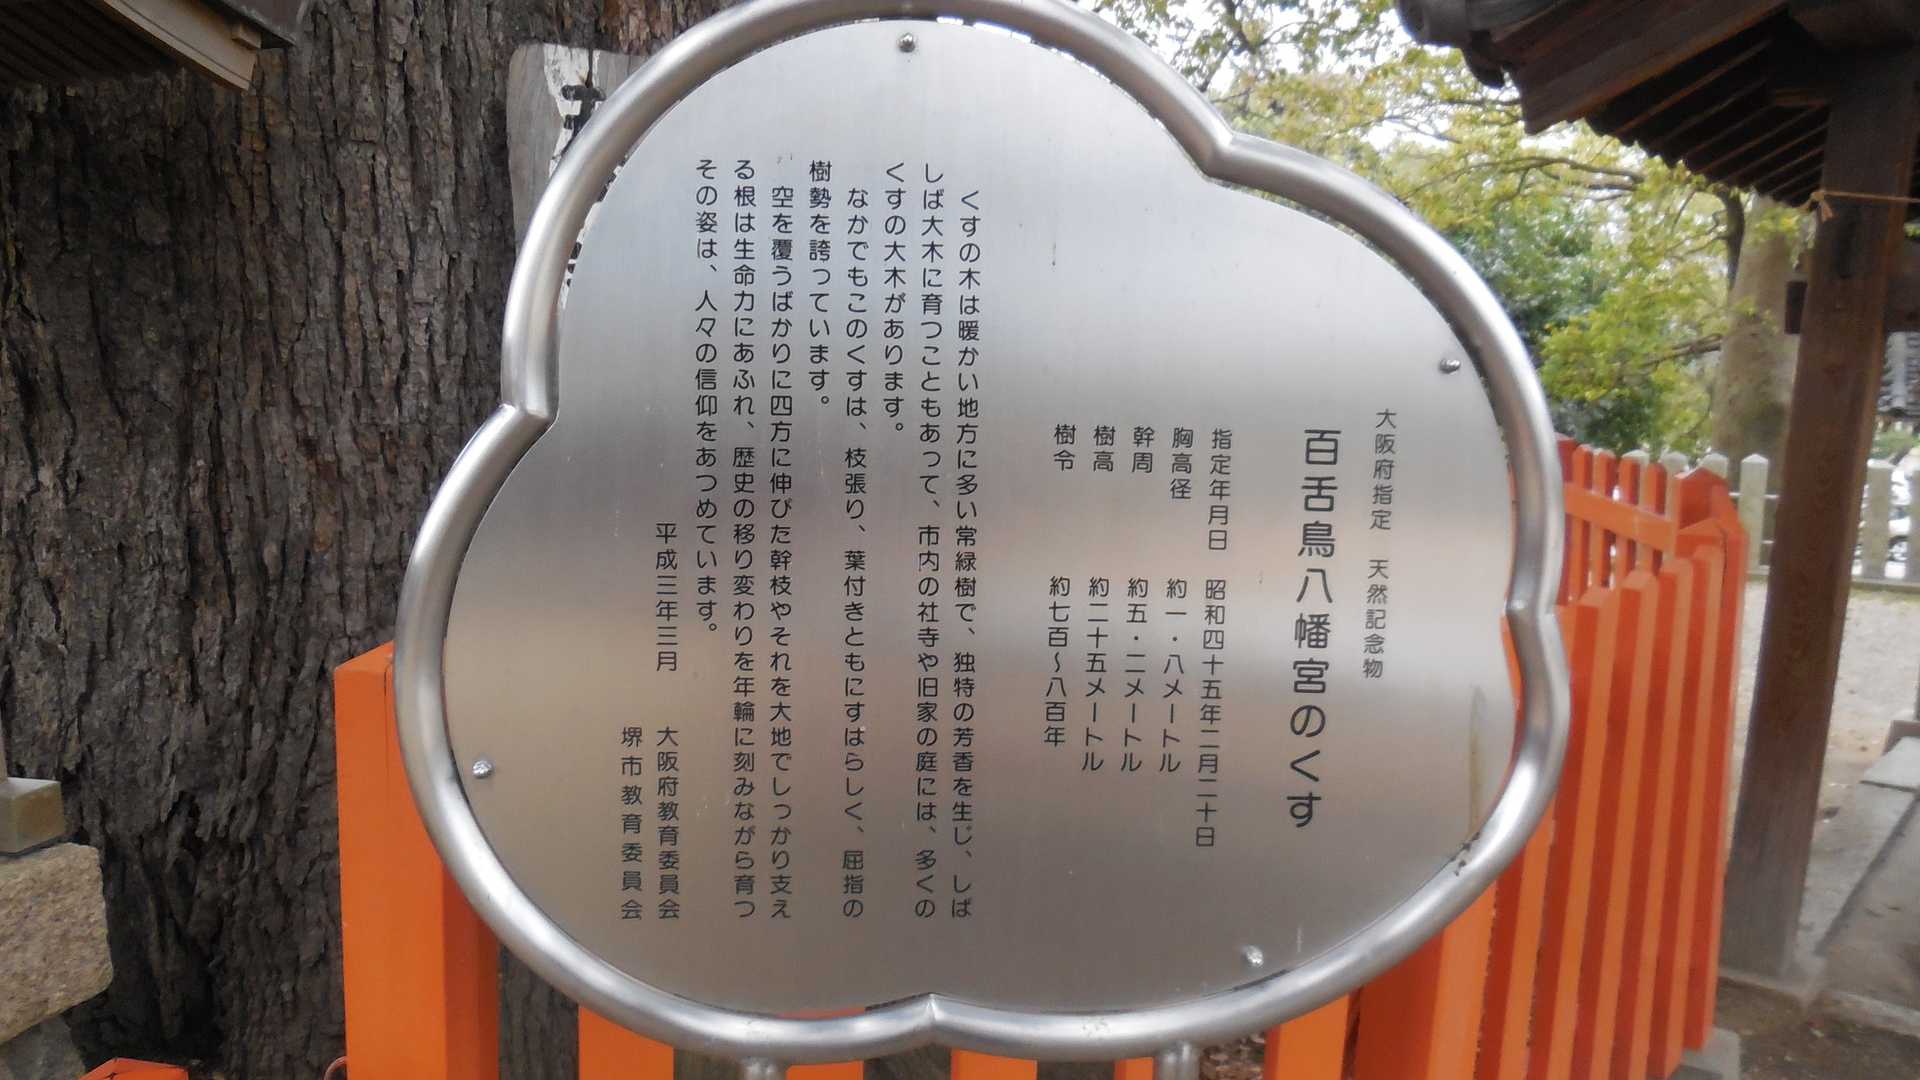 大阪府指定　天然記念物
百舌鳥八幡宮のくす
指定年月日　昭和四十五年二月二十日
胸高径　約一・八メートル
幹周　約五・二メートル
樹高　約二十五メートル
樹令　約七百～八百年
くすの木は暖かい地方に多い常緑樹で、独特の芳香を生じ、しば
しば大木に育つこともあって、市内の社寺や旧家の庭には、多くの
くすの大木があります。
なかでもこのくすは、枝張り、葉付きともにすばらしく、屈指の
樹勢を誇っています。
空を覆うばかりに四方に伸びた幹枝やそれを大地でしっかり支え
る根は生命力にあふれ、歴史の移り変わりを年輪に刻みながら育つ
その姿は、人々の信仰をあつめています。
平成三年三月　大阪府教育委員会
堺市教育委員会